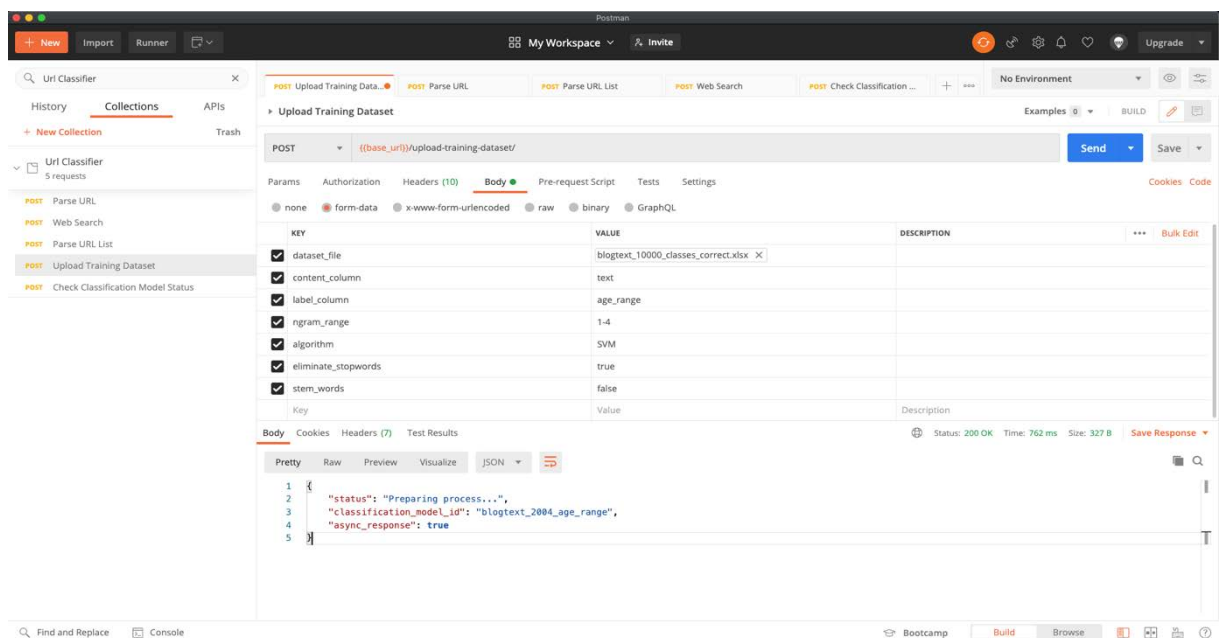 Postman
New Import Runner My Workspace Invite Upgrade
Url Classifier
History Collections APIs
+ New Collection Trash
Url Classifier
5 requests
POST Parse URL
POST Web Search
POST Parse URL List
POST Upload Training Dataset
POST Check Classification Model Status
POST Upload Training Data... POST Parse URL POST Parse URL List POST Web Search POST Check Classification ... No Environment
Upload Training Dataset Examples 0 BUILD
POST {{base_url}}/upload-training-dataset/ Send Save
Params Authorization Headers (10) Body Pre-request Script Tests Settings Cookies Code
none form-data x-www-form-urlencoded raw binary GraphQL
KEY VALUE DESCRIPTION Bulk Edit
dataset_file blogtext_10000_classes_correct.xlsx
content_column text
label_column age_range
ngram_range 1-4
algorithm SVM
eliminate_stopwords true
stem_words false
Key Value Description
Body Cookies Headers (7) Test Results Status: 200 OK Time: 762 ms Size: 327 B Save Response
Pretty Raw Preview Visualize JSON
1 {
2 "status": "Preparing process...",
3 "classification_model_id": "blogtext_2004_age_range",
4 "async_response": true
5 }
Find and Replace Console Bootcamp Build Browse